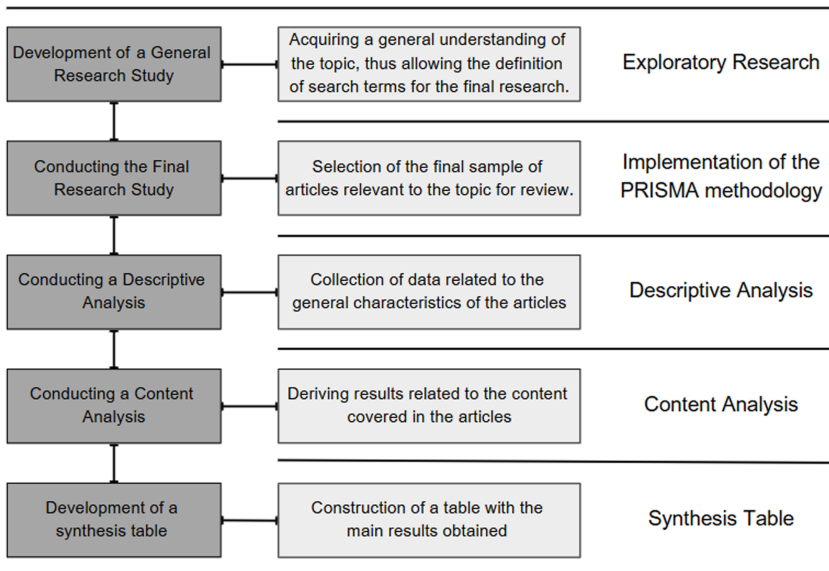 Development of a General
Research Study
Acquiring a general understanding of
the topic, thus allowing the definition
of search terms for the final research.
Exploratory Research
Conducting the Final
Research Study
Selection of the final sample of
articles relevant to the topic for review.
Implementation of the
PRISMA methodology
Conducting a Descriptive
Analysis
Collection of data related to the
general characteristics of the articles
Descriptive Analysis
Conducting a Content
Analysis
Deriving results related to the content
covered in the articles
Content Analysis
Development of a
synthesis table
Construction of a table with the
main results obtained
Synthesis Table